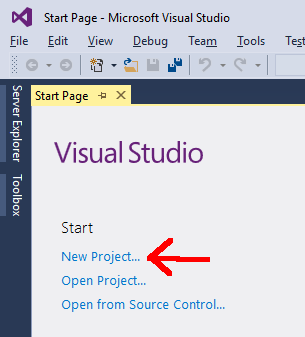 Start Page - Microsoft Visual Studio
File Edit View Debug Team Tools Test
Server Explorer
Toolbox
Start Page
Visual Studio
Start
New Project...
Open Project...
Open from Source Control...